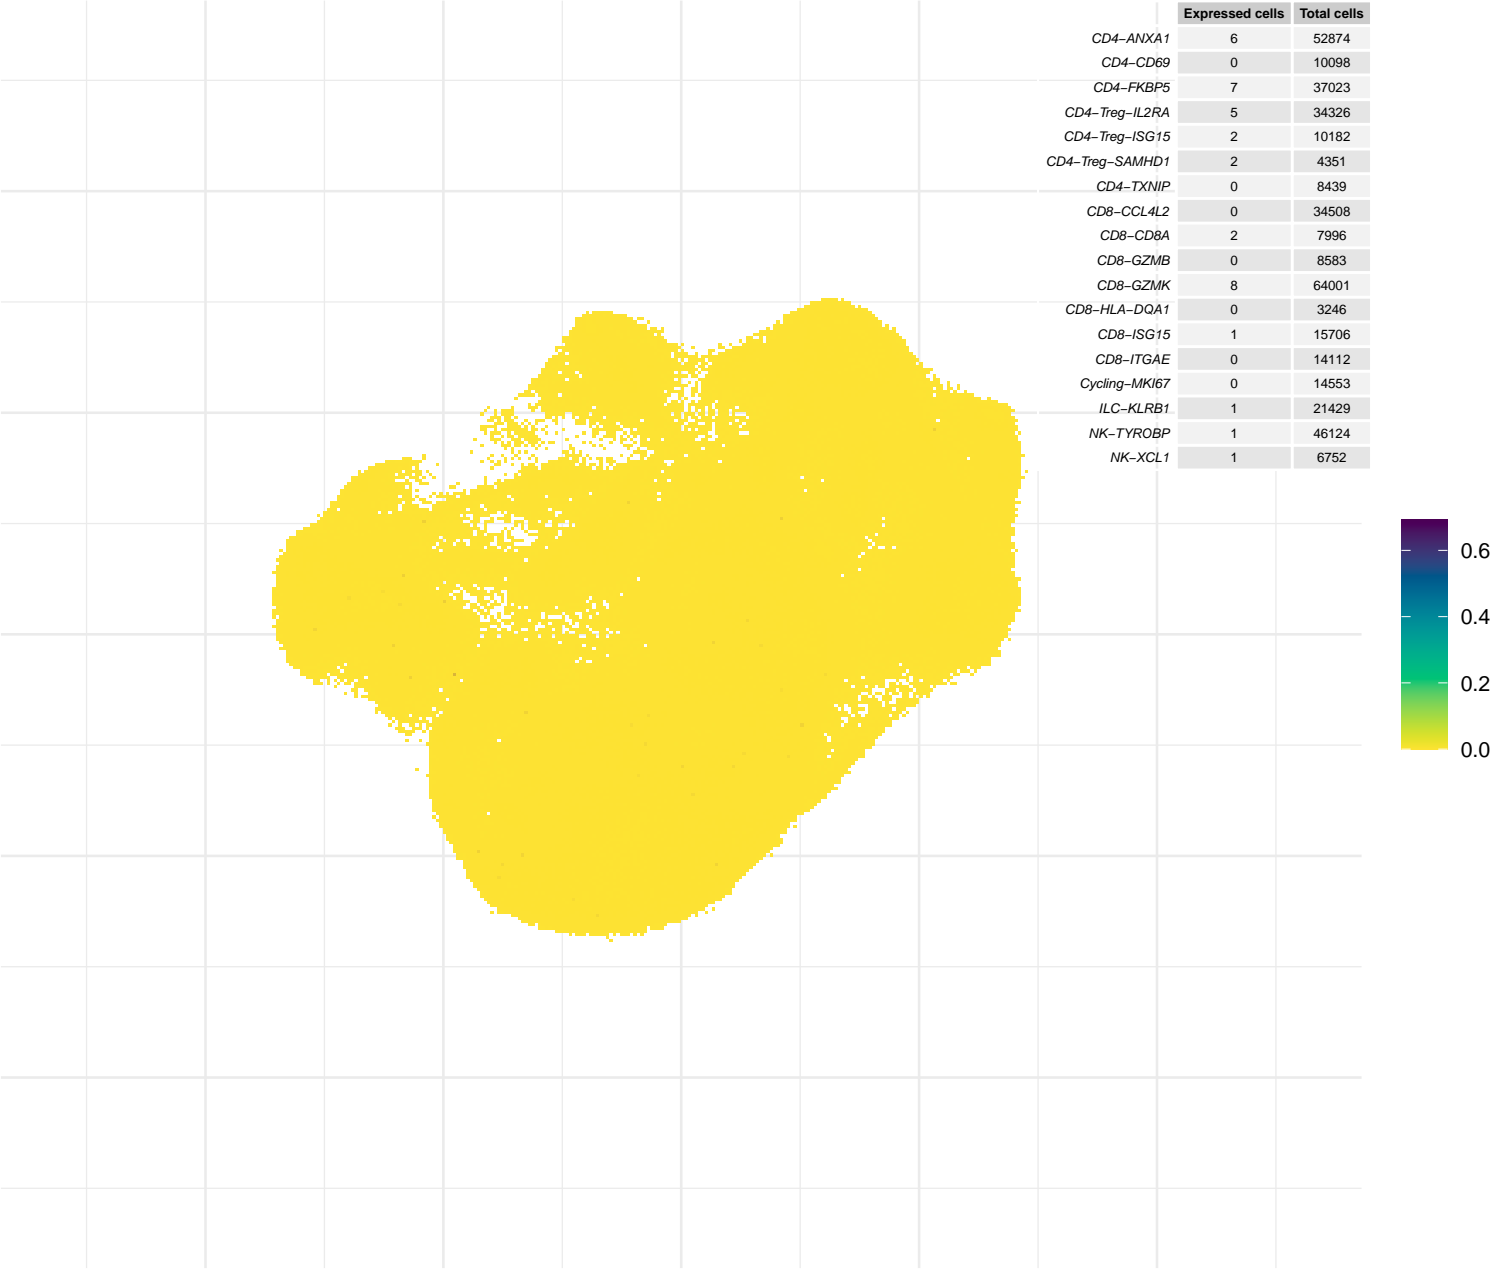 Expressed cells Total cells
CD4−ANXA1 6 52874
CD4−CD69 0 10098
CD4−FKBP5 7 37023
CD4−Treg−IL2RA 5 34326
CD4−Treg−ISG15 2 10182
CD4−Treg−SAMHD1 2 4351
CD4−TXNIP 0 8439
CD8−CCL4L2 0 34508
CD8−CD8A 2 7996
CD8−GZMB 0 8583
CD8−GZMK 8 64001
CD8−HLA−DQA1 0 3246
CD8−ISG15 1 15706
CD8−ITGAE 0 14112
Cycling−MKI67 0 14553
ILC−KLRB1 1 21429
NK−TYROBP 1 46124
NK−XCL1 1 6752
0.6
0.4
0.2
0.0